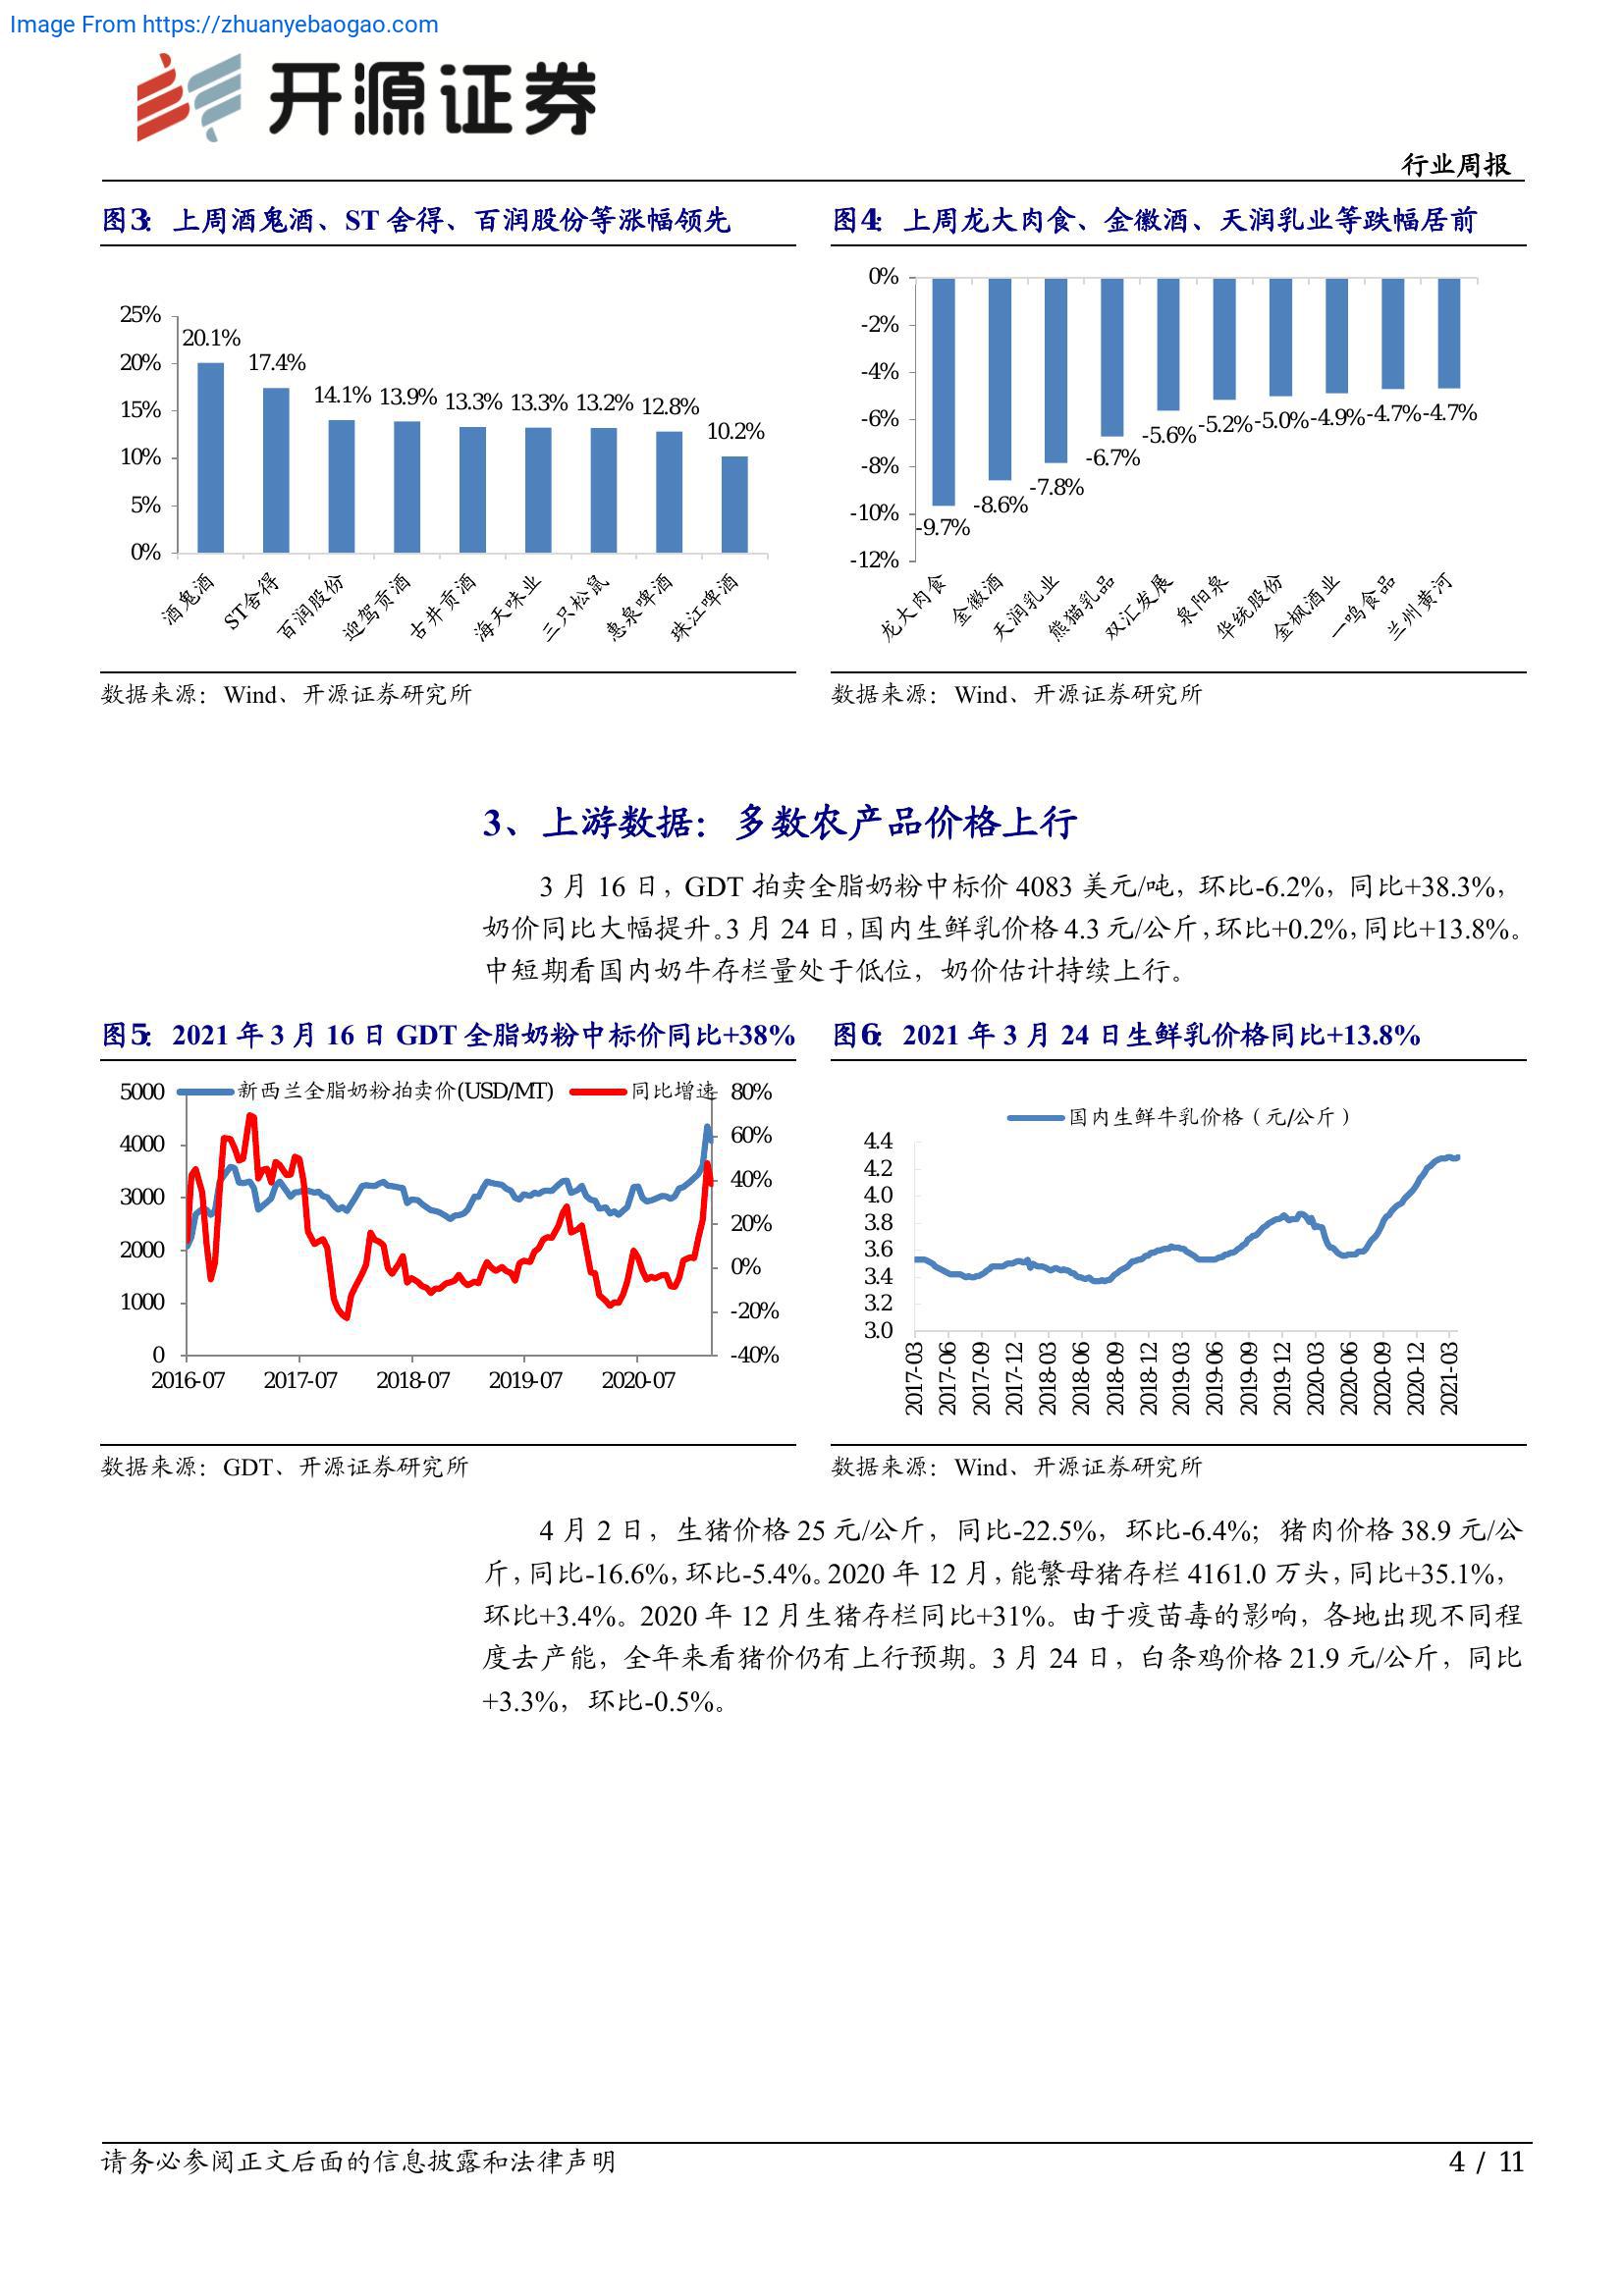 Image From https://zhuanyebaogao.com
开源证券
行业周报
图3： 上周酒鬼酒、ST 舍得、百润股份等涨幅领先
25%
20%
15%
10%
5%
0%
20.1%
17.4%
14.1%
13.9%
13.3%
13.3%
13.2%
12.8%
10.2%
酒鬼酒
ST舍得
百润股份
迎驾贡酒
古井贡酒
海天味业
三只松鼠
惠泉啤酒
珠江啤酒
数据来源：Wind、开源证券研究所
图4： 上周龙大肉食、金徽酒、天润乳业等跌幅居前
0%
-2%
-4%
-6%
-8%
-10%
-12%
-9.7%
-8.6%
-7.8%
-6.7%
-5.6%
-5.2%
-5.0%
-4.9%
-4.7%
-4.7%
龙大肉食
金徽酒
天润乳业
熊猫乳品
双汇发展
泉阳泉
华统股份
金枫酒业
一鸣食品
兰州黄河
数据来源：Wind、开源证券研究所
3、上游数据：多数农产品价格上行
3 月 16 日，GDT 拍卖全脂奶粉中标价 4083 美元/吨，环比-6.2%，同比+38.3%，
奶价同比大幅提升。3 月 24 日，国内生鲜乳价格 4.3 元/公斤，环比+0.2%，同比+13.8%。
中短期看国内奶牛存栏量处于低位，奶价估计持续上行。
图5： 2021 年 3 月 16 日 GDT 全脂奶粉中标价同比+38%
新西兰全脂奶粉拍卖价(USD/MT)
同比增速
5000
4000
3000
2000
1000
0
80%
60%
40%
20%
0%
-20%
-40%
2016-07
2017-07
2018-07
2019-07
2020-07
数据来源：GDT、开源证券研究所
图6： 2021 年 3 月 24 日生鲜乳价格同比+13.8%
国内生鲜牛乳价格（元/公斤）
4.4
4.2
4.0
3.8
3.6
3.4
3.2
3.0
2017-03
2017-06
2017-09
2017-12
2018-03
2018-06
2018-09
2018-12
2019-03
2019-06
2019-09
2019-12
2020-03
2020-06
2020-09
2020-12
2021-03
数据来源：Wind、开源证券研究所
4 月 2 日，生猪价格 25 元/公斤，同比-22.5%，环比-6.4%；猪肉价格 38.9 元/公
斤，同比-16.6%，环比-5.4%。2020 年 12 月，能繁母猪存栏 4161.0 万头，同比+35.1%，
环比+3.4%。2020 年 12 月生猪存栏同比+31%。由于疫苗毒的影响，各地出现不同程
度去产能，全年来看猪价仍有上行预期。3 月 24 日，白条鸡价格 21.9 元/公斤，同比
+3.3%，环比-0.5%。
请务必参阅正文后面的信息披露和法律声明
4 / 11